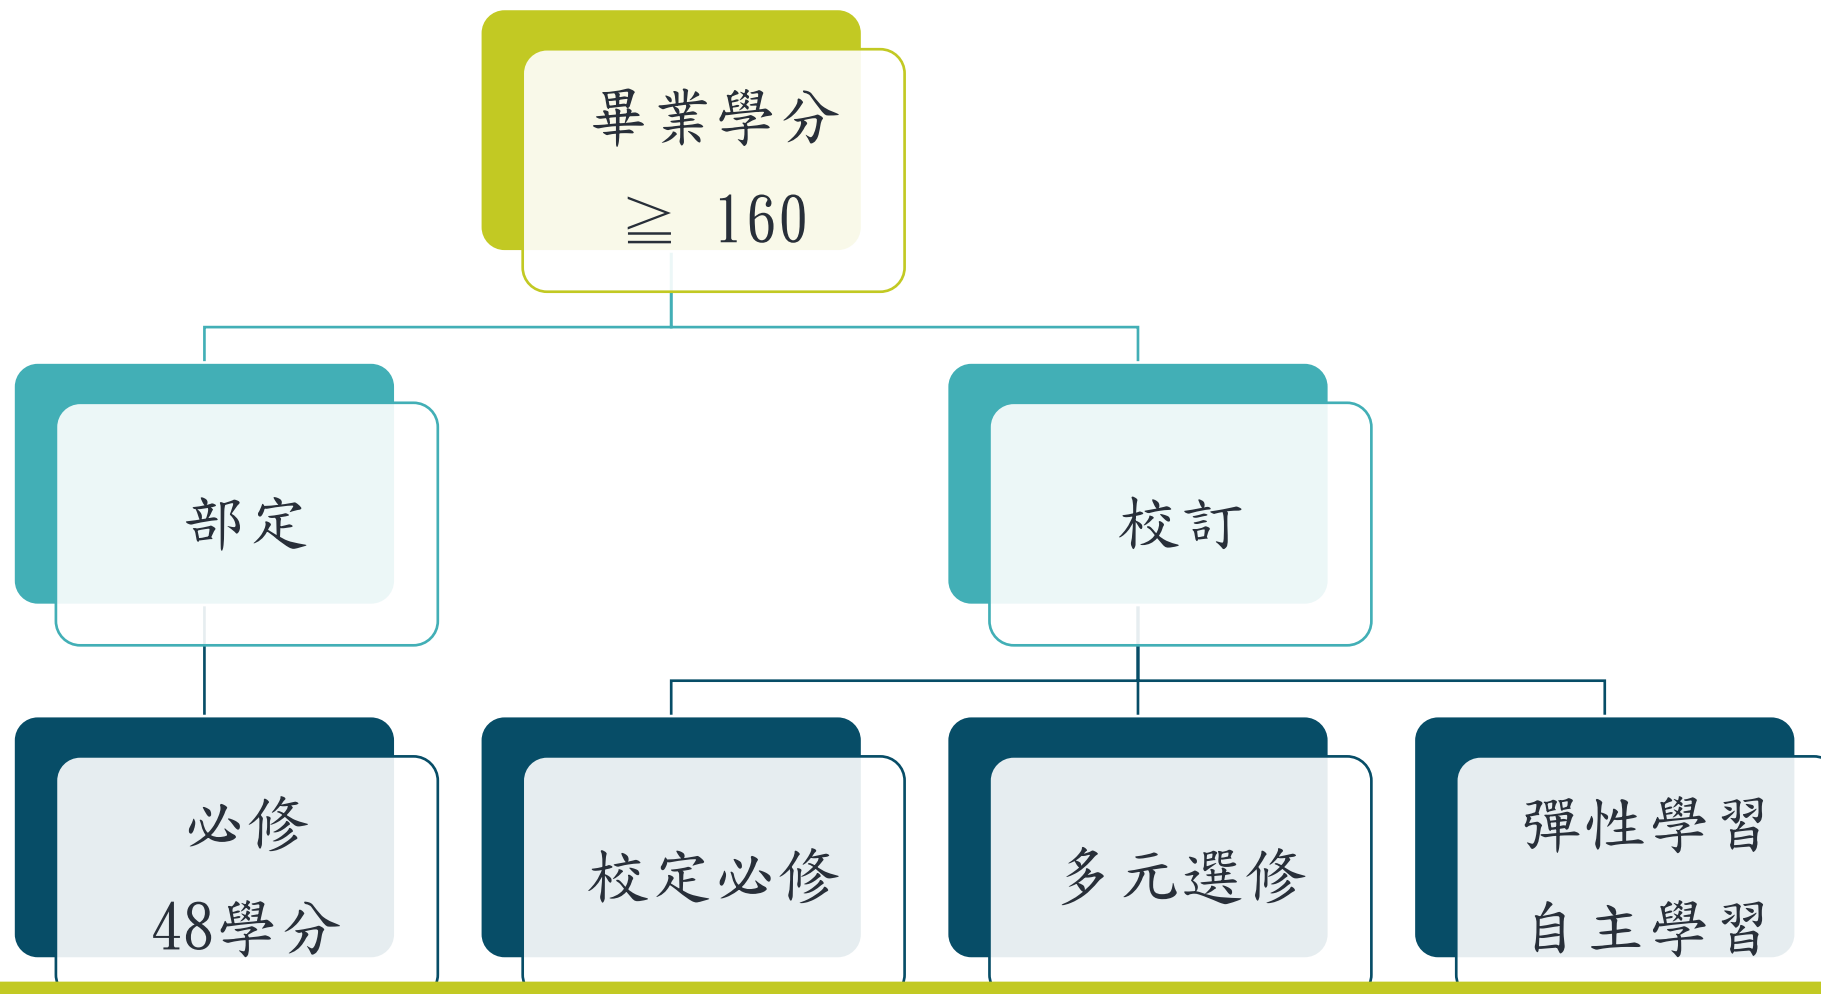 畢業學分
≧ 160
部定
校訂
必修
48學分
校定必修
多元選修
彈性學習
自主學習